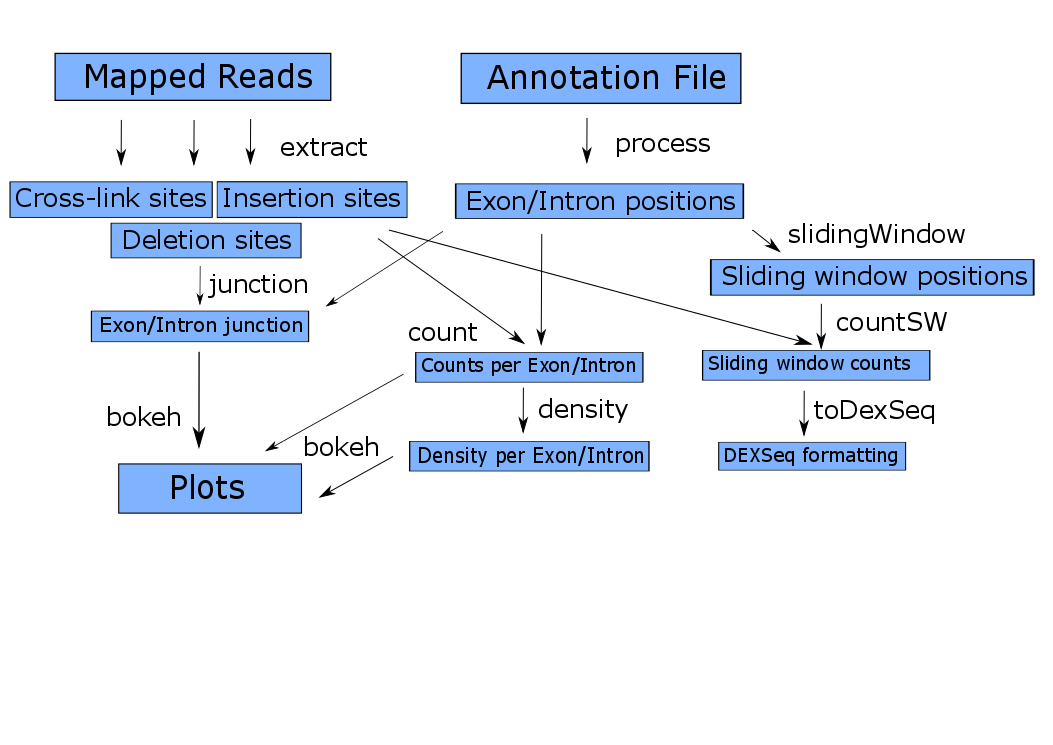 Mapped Reads
Annotation File
extract
process
Cross-link sites
Insertion sites
Exon/Intron positions
Deletion sites
slidingWindow
Sliding window positions
junction
Exon/Intron junction
count
countSW
Counts per Exon/Intron
Sliding window counts
bokeh
density
toDexSeq
bokeh
Density per Exon/Intron
DEXSeq formatting
Plots